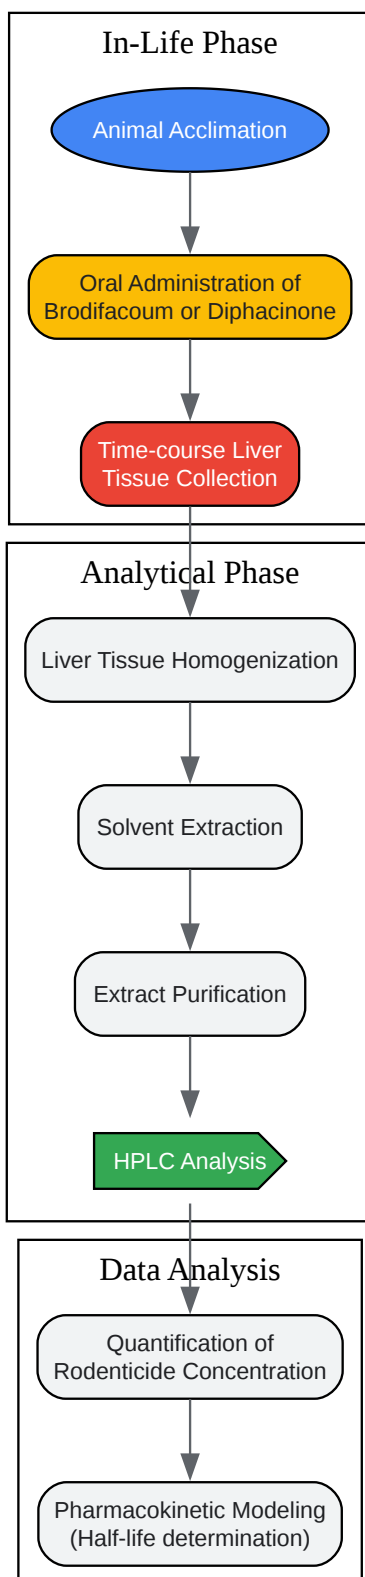 In-Life Phase
Animal Acclimation
Oral Administration of
Brodifacoum or Diphacinone
Time-course Liver
Tissue Collection
Analytical Phase
Liver Tissue Homogenization
Solvent Extraction
Extract Purification
HPLC Analysis
Data Analysis
Quantification of
Rodenticide Concentration
Pharmacokinetic Modeling
(Half-life determination)